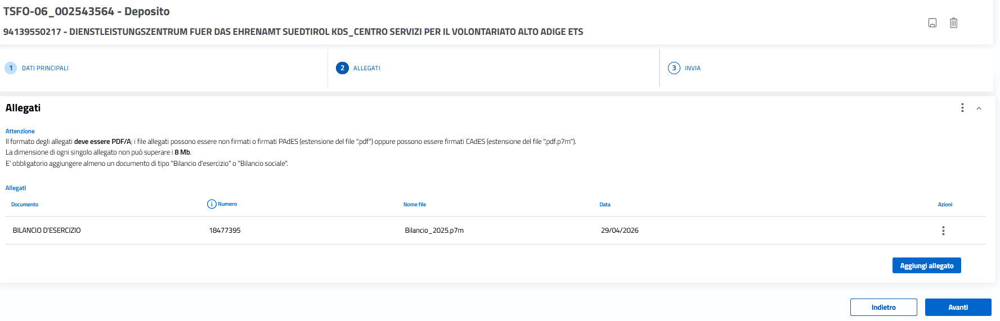 TSFO-06_002543564 - Deposito
94139550217 - DIENSTLEISTUNGSZENTRUM FUER DAS EHRENAMT SUEDTIROL KDS_CENTRO SERVIZI PER IL VOLONTARIATO ALTO ADIGE ETS
1 DATI PRINCIPALI
2 ALLEGATI
3 INVIA
Allegati
Attenzione
Il formato degli allegati deve essere PDF/A; i file allegati possono essere non firmati o firmati PAdES (estensione del file ".pdf") oppure possono essere firmati CAdES (estensione del file ".pdf.p7m").
La dimensione di ogni singolo allegato non può superare i 8 Mb.
E' obbligatorio aggiungere almeno un documento di tipo "Bilancio d'esercizio" o "Bilancio sociale".
Allegati
Documento Numero Nome file Data Azioni
BILANCIO D'ESERCIZIO 18477395 Bilancio_2025.p7m 29/04/2026
Aggiungi allegato
Indietro Avanti